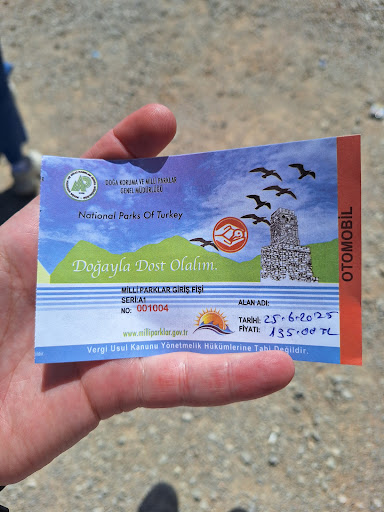 DOĞA KORUMA VE MİLLİ PARKLAR
GENEL MÜDÜRLÜĞÜ
National Parks Of Turkey
Doğayla Dost Olalım.
OTOMOBİL
MİLLİ PARKLAR GİRİŞ FİŞİ
SERİ:A1
NO: 001004
ALAN ADI:
TARİHİ: 25.6.2025
FİYATI: 135.00 TL
www.milliparklar.gov.tr
Vergi Usul Kanunu Yönetmelik Hükümlerine Tabi Değildir.